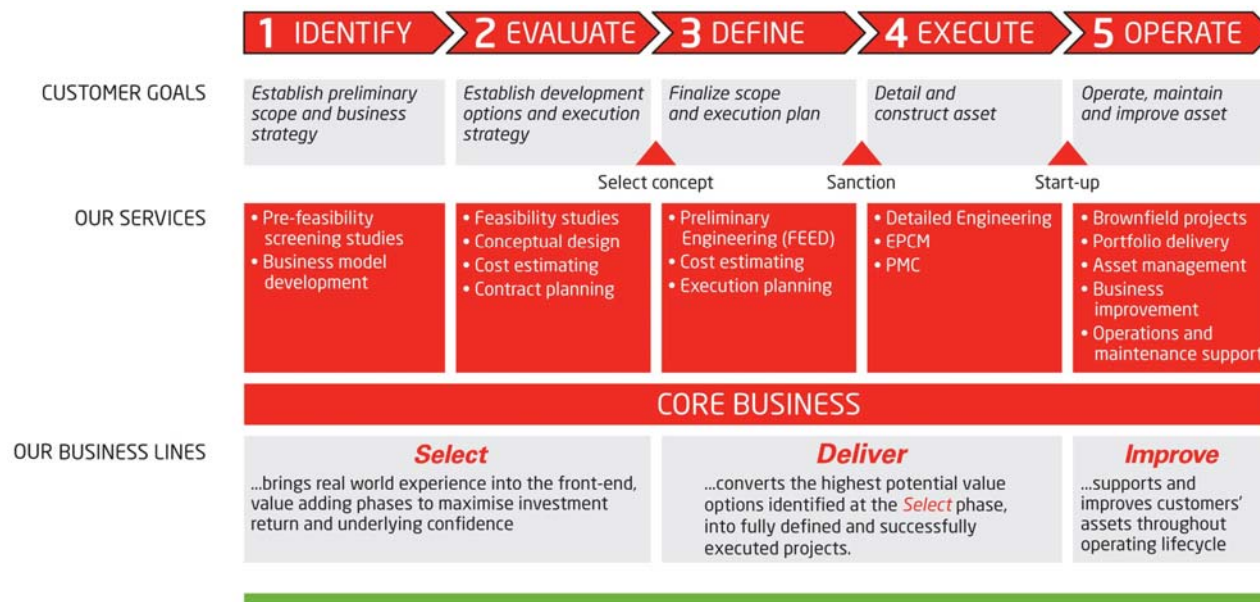 1 IDENTIFY
2 EVALUATE
3 DEFINE
4 EXECUTE
5 OPERATE
CUSTOMER GOALS
Establish preliminary
scope and business
strategy
Establish development
options and execution
strategy
Finalize scope
and execution plan
Detail and
construct asset
Operate, maintain
and improve asset
Select concept
Sanction
Start-up
OUR SERVICES
• Pre-feasibility
screening studies
• Business model
development
• Feasibility studies
• Conceptual design
• Cost estimating
• Contract planning
• Preliminary
Engineering (FEED)
• Cost estimating
• Execution planning
• Detailed Engineering
• EPCM
• PMC
• Brownfield projects
• Portfolio delivery
• Asset management
• Business
improvement
• Operations and
maintenance support
CORE BUSINESS
OUR BUSINESS LINES
Select
...brings real world experience into the front-end,
value adding phases to maximise investment
return and underlying confidence
Deliver
...converts the highest potential value
options identified at the Select phase,
into fully defined and successfully
executed projects.
Improve
...supports and
improves customers'
assets throughout
operating lifecycle